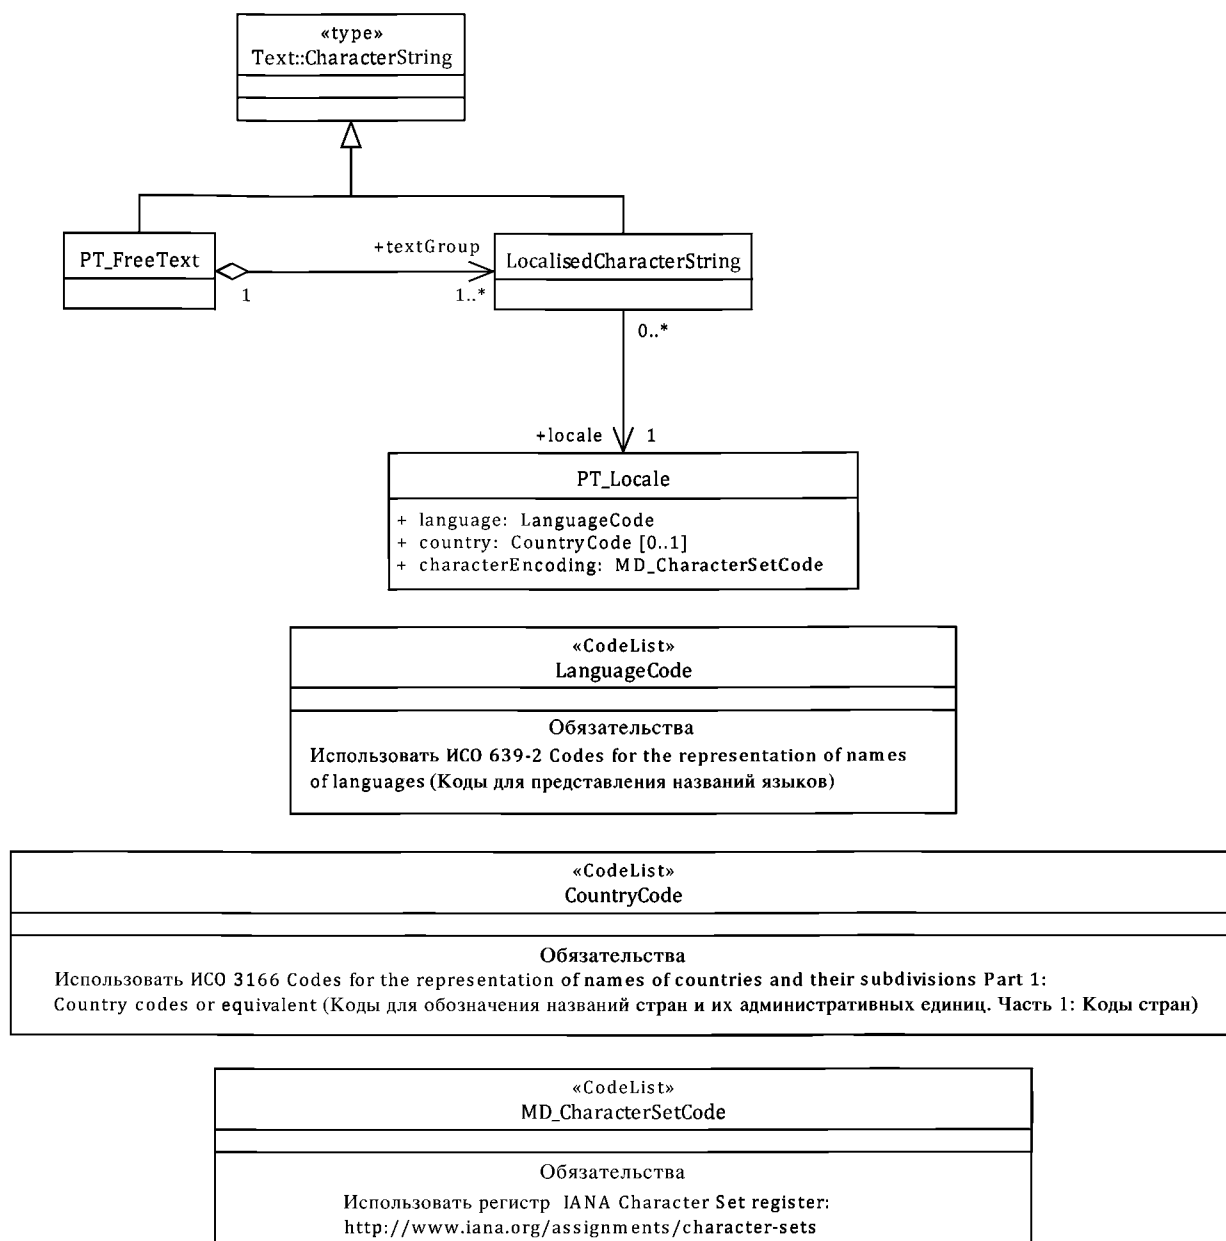 «type»
Text::CharacterString
PT_FreeText
+textGroup
LocalisedCharacterString
1
1..*
0..*
+locale
1
PT_Locale
+ language: LanguageCode
+ country: CountryCode [0..1]
+ characterEncoding: MD_CharacterSetCode
«CodeList»
LanguageCode
Обязательства
Использовать ИСО 639-2 Codes for the representation of names
of languages (Коды для представления названий языков)
«CodeList»
CountryCode
Обязательства
Использовать ИСО 3166 Codes for the representation of names of countries and their subdivisions Part 1:
Country codes or equivalent (Коды для обозначения названий стран и их административных единиц. Часть 1: Коды стран)
«CodeList»
MD_CharacterSetCode
Обязательства
Использовать регистр IANA Character Set register:
http://www.iana.org/assignments/character-sets